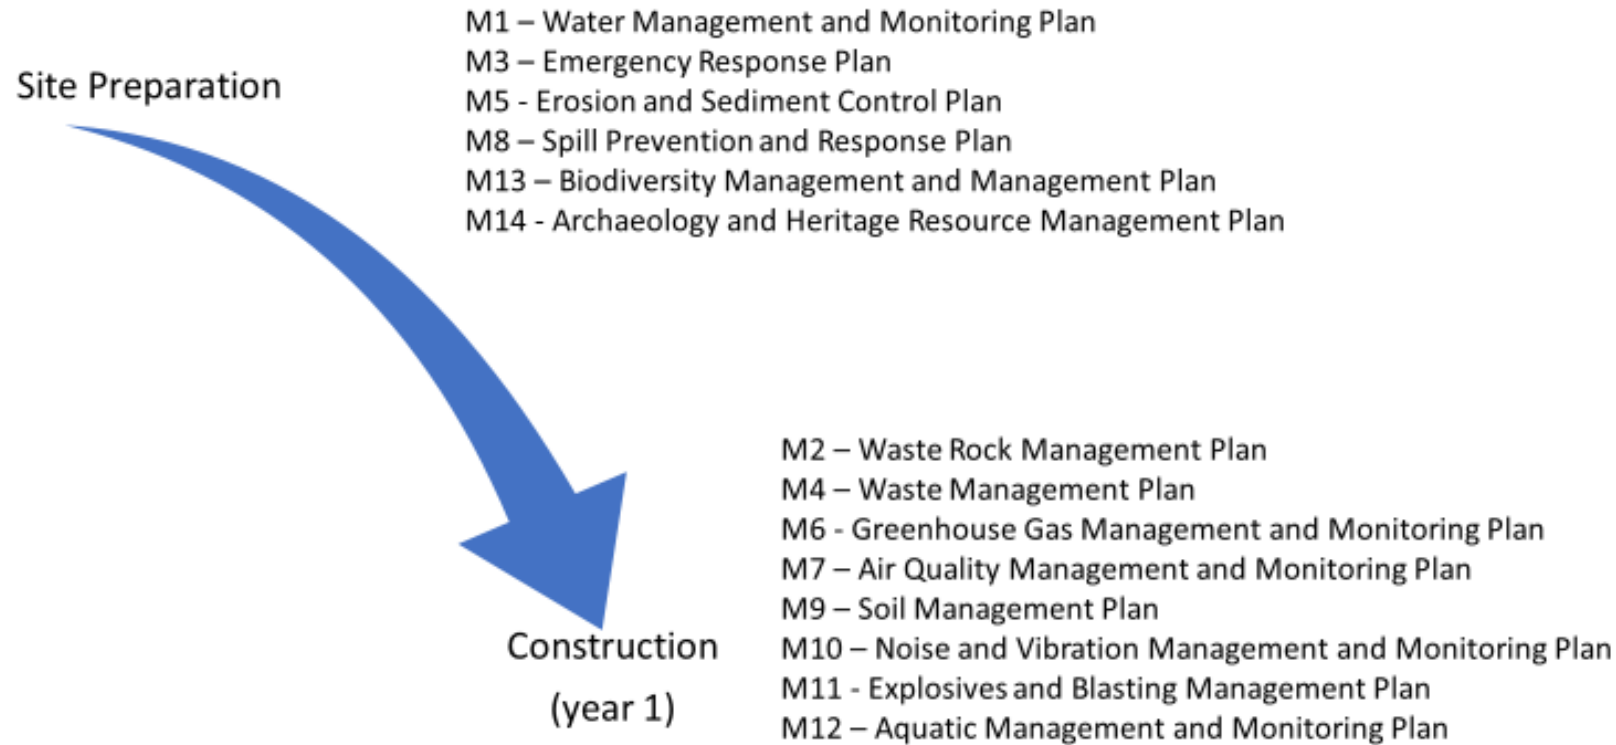 Site Preparation
M1 – Water Management and Monitoring Plan
M3 – Emergency Response Plan
M5 - Erosion and Sediment Control Plan
M8 – Spill Prevention and Response Plan
M13 – Biodiversity Management and Management Plan
M14 - Archaeology and Heritage Resource Management Plan
Construction
(year 1)
M2 – Waste Rock Management Plan
M4 – Waste Management Plan
M6 - Greenhouse Gas Management and Monitoring Plan
M7 – Air Quality Management and Monitoring Plan
M9 – Soil Management Plan
M10 – Noise and Vibration Management and Monitoring Plan
M11 - Explosives and Blasting Management Plan
M12 – Aquatic Management and Monitoring Plan